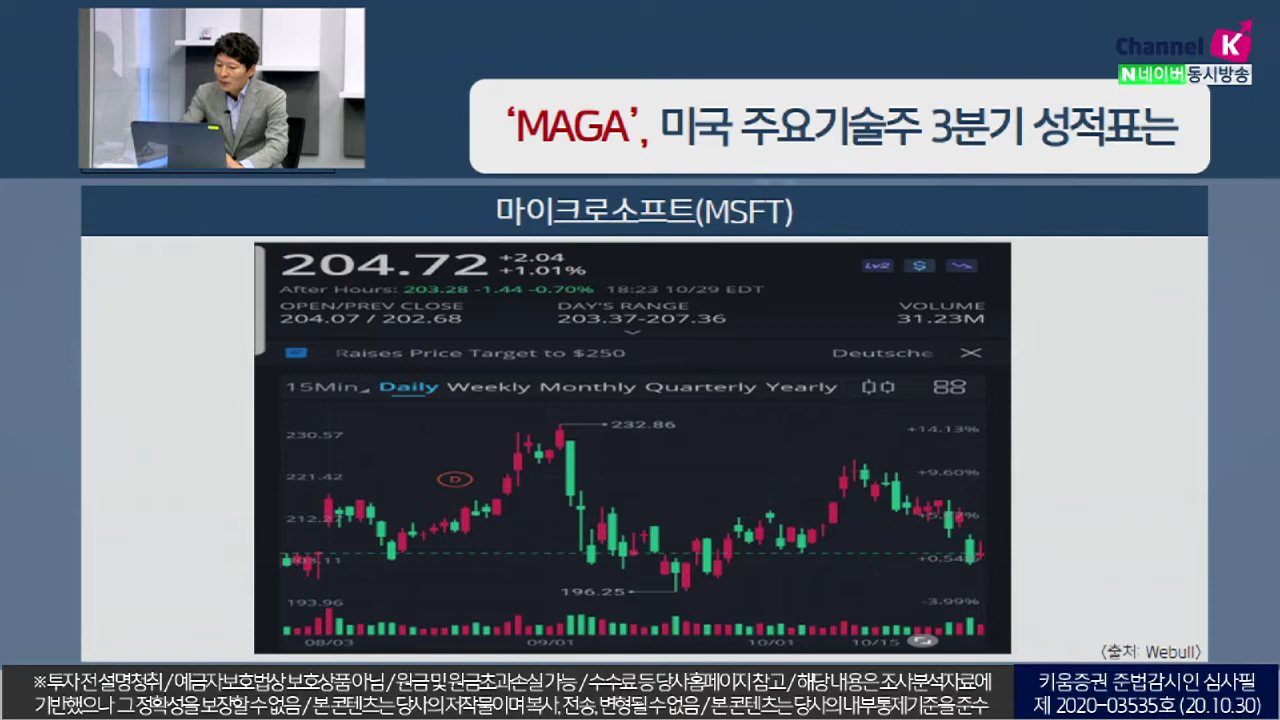 Channel K
N 네이버 동시방송
‘MAGA’, 미국 주요기술주 3분기 성적표는
마이크로소프트(MSFT)
204.72 +2.04
+1.01%
Lv2 $
After Hours: 203.28 -1.44 -0.70% 18:23 10/29 EDT
OPEN/PREV CLOSE DAY'S RANGE VOLUME
204.07 / 202.68 203.37-207.36 31.23M
Raises Price Target to $250 Deutsche
15Min Daily Weekly Monthly Quarterly Yearly
232.86
230.57 +14.13%
221.42 +9.60%
D
196.25
193.96 -3.99%
08/03 09/01 10/01 10/15
(출처: Webull)
※ 투자 전 설명청취 / 예금자보호법상 보호상품 아님 / 원금 및 원금초과손실 가능 / 수수료 등 당사홈페이지 참고 / 해당 내용은 조사분석자료에
기반했으나 그 정확성을 보장할 수 없음 / 본 콘텐츠는 당사의 저작물이며 복사, 전송, 변형될 수 없음 / 본 콘텐츠는 당사의 내부통제기준을 준수
키움증권 준법감시인 심사필
제 2020-03535호 (20.10.30)